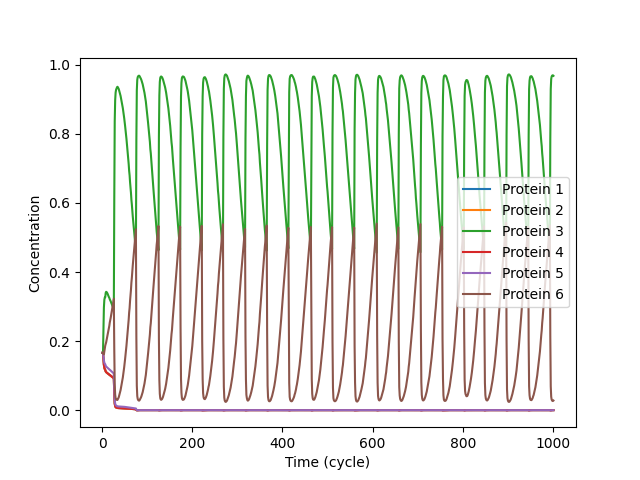 1.0
0.8
0.6
0.4
0.2
0.0
Concentration
0
200
400
600
800
1000
Time (cycle)
Protein 1
Protein 2
Protein 3
Protein 4
Protein 5
Protein 6